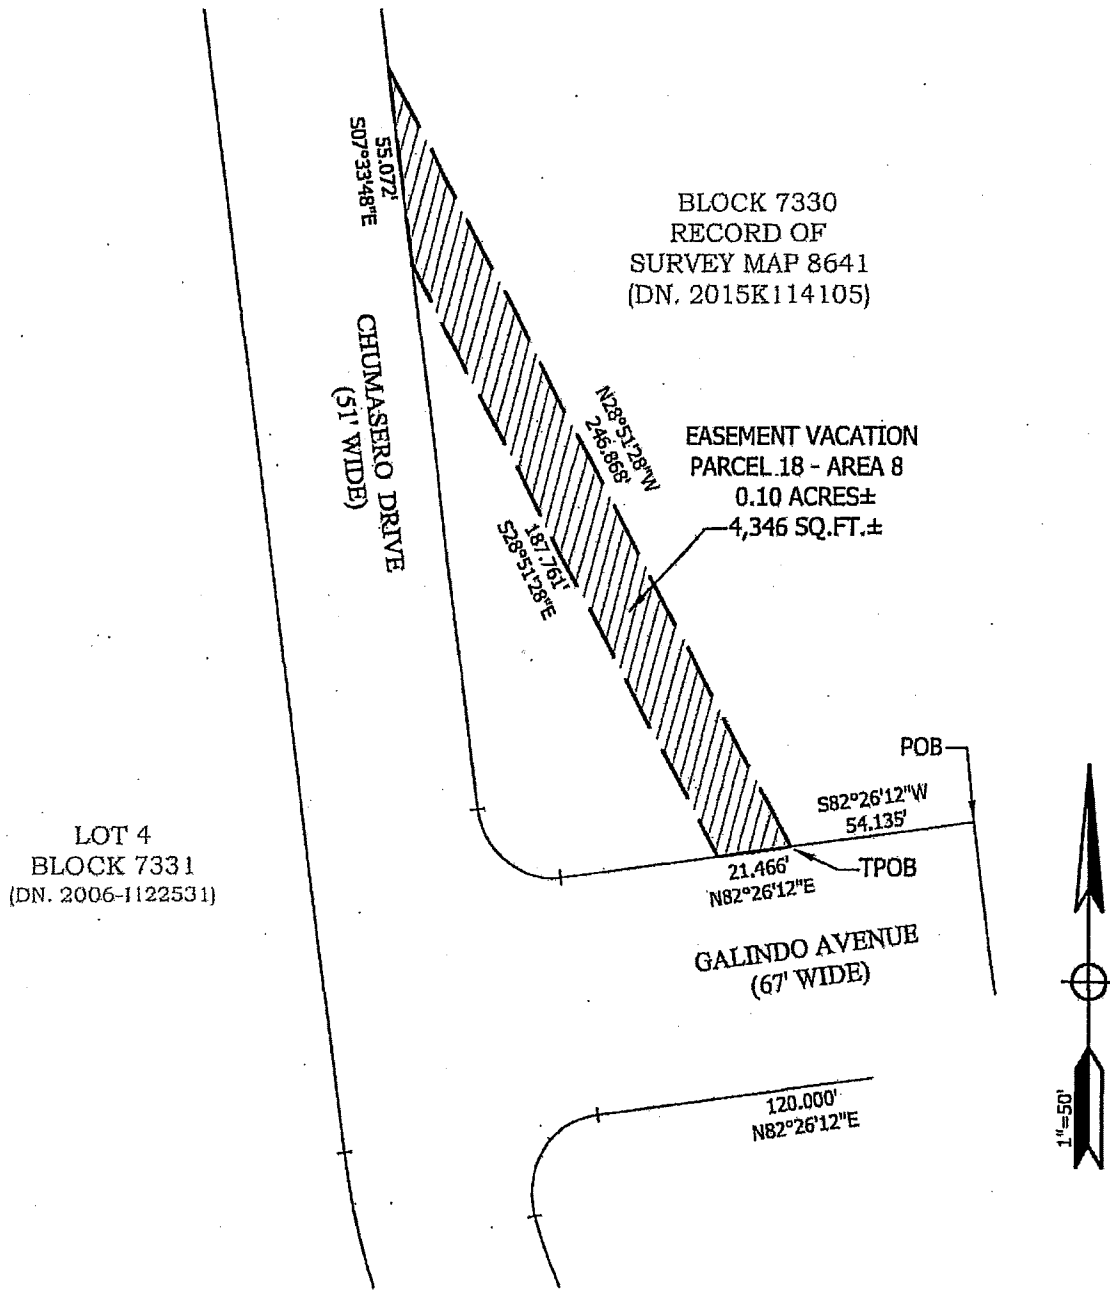 55.072'
S07°33'48"E
BLOCK 7330
RECORD OF
SURVEY MAP 8641
(DN. 2015K114105)
CHUMASERO DRIVE
(51' WIDE)
N28°51'28"W
246.868'
EASEMENT VACATION
PARCEL 18 - AREA 8
0.10 ACRES±
4,346 SQ.FT.±
187.761'
S28°51'28"E
POB
S82°26'12"W
54.135'
LOT 4
BLOCK 7331
(DN. 2006-I122531)
21.466'
N82°26'12"E
TPOB
GALINDO AVENUE
(67' WIDE)
120.000'
N82°26'12"E
1"=50'